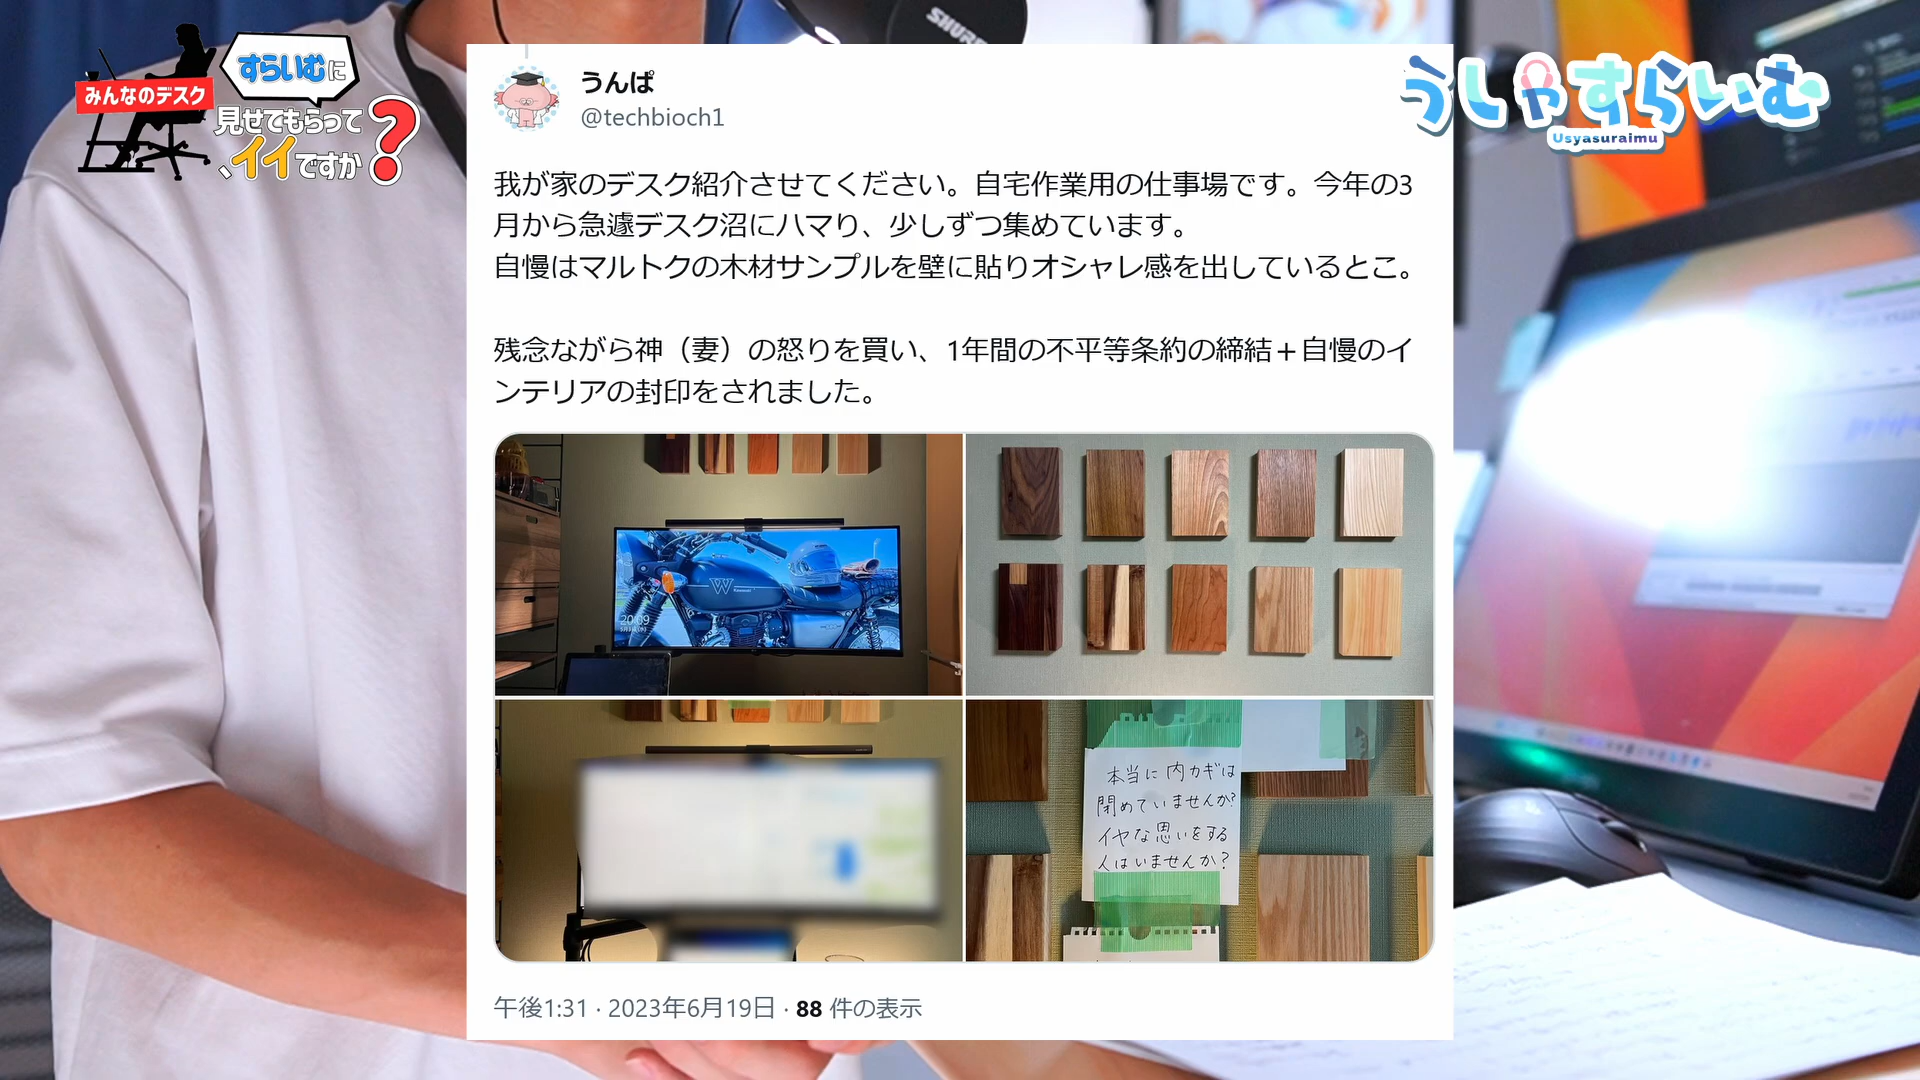 みんなのデスク
すらいむに
見せてもらって
、イイですか?
SHURE
うしゃすらいむ
Usyasuraimu
うんぱ
@techbioch1
我が家のデスク紹介させてください。自宅作業用の仕事場です。今年の3
月から急遽デスク沼にハマり、少しずつ集めています。
自慢はマルトクの木材サンプルを壁に貼りオシャレ感を出しているとこ。
残念ながら神（妻）の怒りを買い、1年間の不平等条約の締結＋自慢のイ
ンテリアの封印をされました。
W
Kawasaki
20:09
本当に内カギは
閉めていませんか?
イヤな思いをする
人はいませんか?
午後1:31 · 2023年6月19日 · 88 件の表示